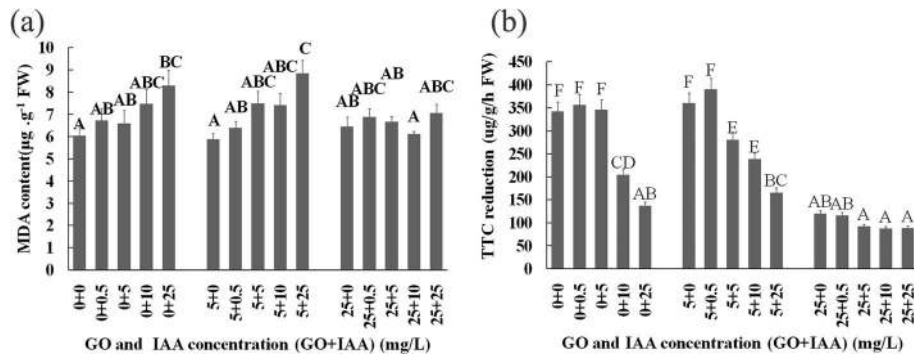 (a)
MDA content(µg .g-1 FW)
10
9
8
7
6
5
4
3
2
1
0
A AB AB ABC BC
A AB ABC ABC C
AB ABC AB A ABC
0+0 0+0.5 0+5 0+10 0+25
5+0 5+0.5 5+5 5+10 5+25
25+0 25+0.5 25+5 25+10 25+25
GO and IAA concentration (GO+IAA) (mg/L)
(b)
TTC reduction (ug/g/h FW)
450
400
350
300
250
200
150
100
50
0
F F F CD AB
F F E E BC
AB AB A A A
0+0 0+0.5 0+5 0+10 0+25
5+0 5+0.5 5+5 5+10 5+25
25+0 25+0.5 25+5 25+10 25+25
GO and IAA concentration (GO+IAA) (mg/L)